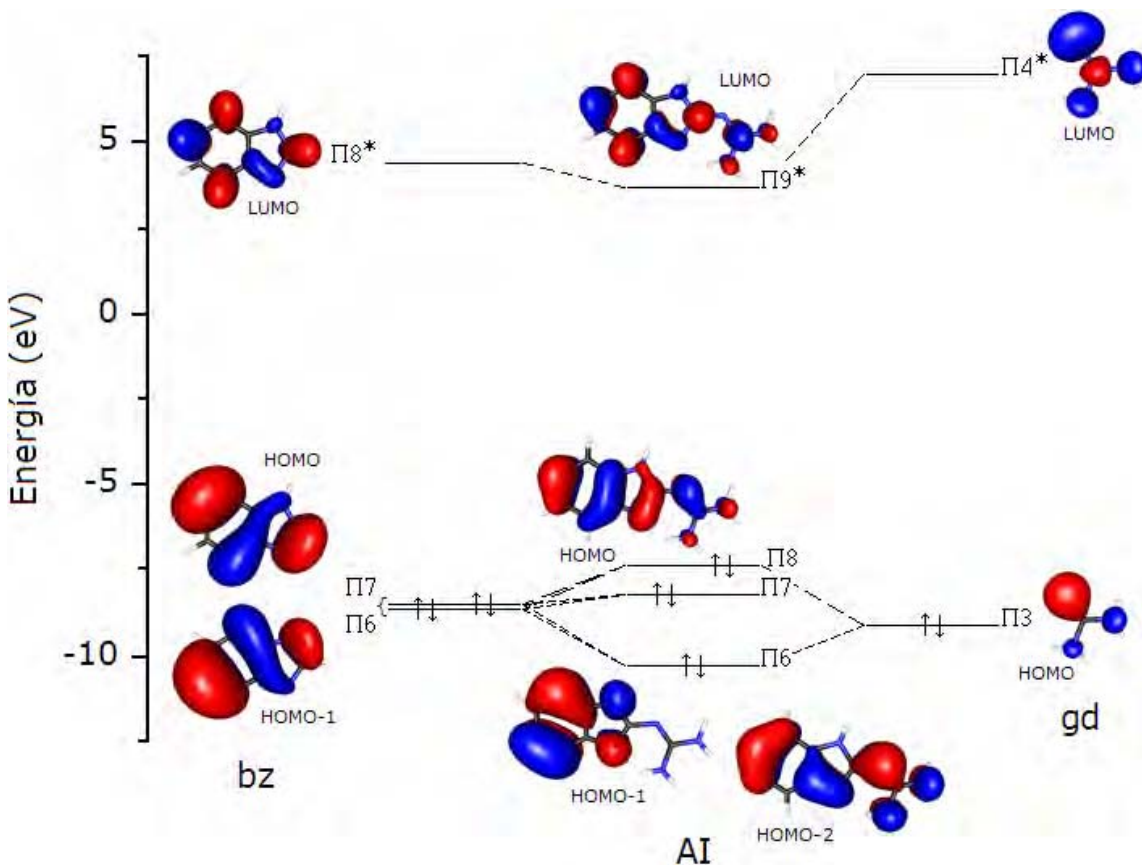 LUMO
Π4*
5
LUMO
Π8*
LUMO
Π9*
0
Energía (eV)
HOMO
-5
HOMO
Π8
Π7
Π7
Π6
Π3
-10
Π6
HOMO
HOMO-1
gd
bz
HOMO-1
HOMO-2
AI